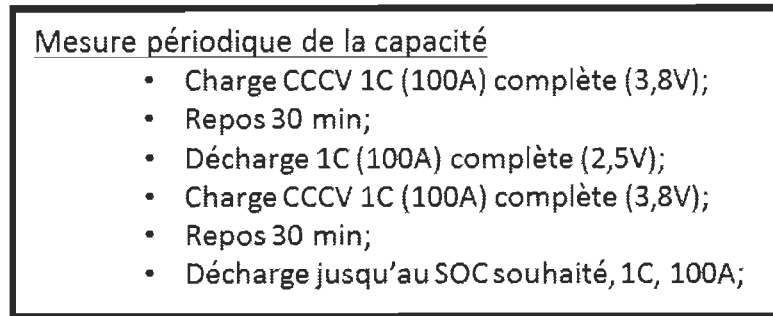 Mesure périodique de la capacité
• Charge CCCV 1C (100A) complète (3,8V);
• Repos 30 min;
• Décharge 1C (100A) complète (2,5V);
• Charge CCCV 1C (100A) complète (3,8V);
• Repos 30 min;
• Décharge jusqu'au SOC souhaité, 1C, 100A;